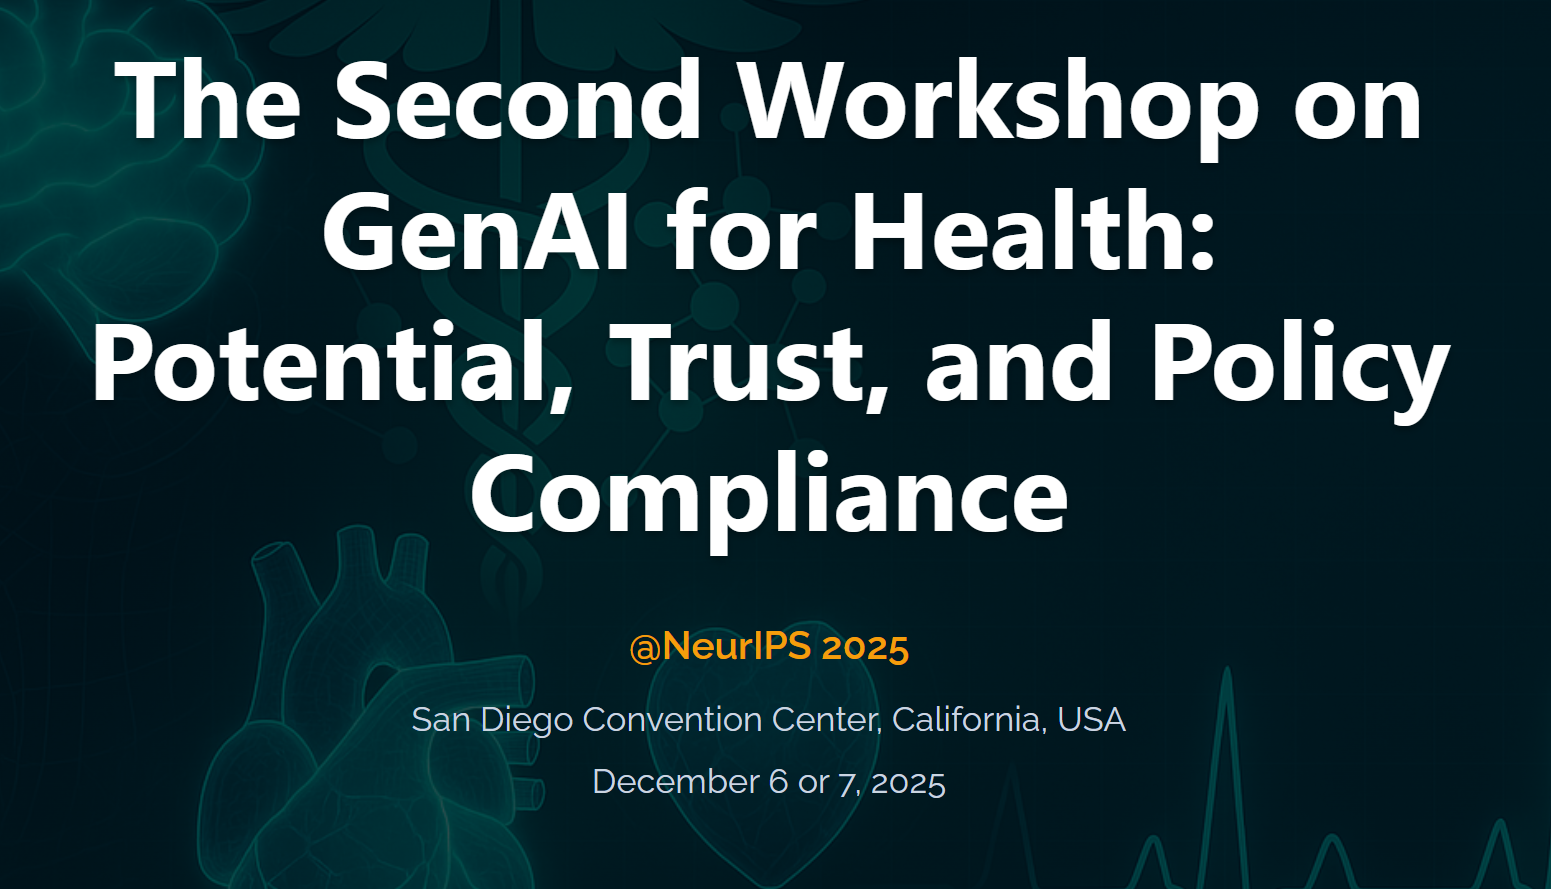 The Second Workshop on
GenAI for Health:
Potential, Trust, and Policy
Compliance
@NeurIPS 2025
San Diego Convention Center, California, USA
December 6 or 7, 2025